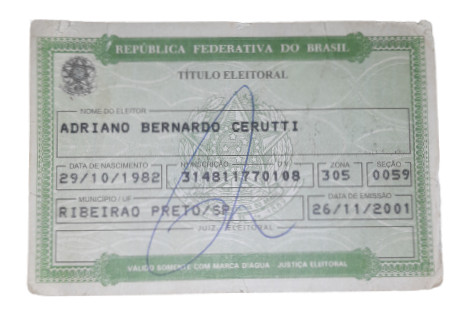 REPÚBLICA FEDERATIVA DO BRASIL
TÍTULO ELEITORAL
NOME DO ELEITOR
ADRIANO BERNARDO CERUTTI
DATA DE NASCIMENTO INSCRIÇÃO D.V. ZONA SEÇÃO
29/10/1982 314811770108 305 0059
MUNICÍPIO / UF DATA DE EMISSÃO
RIBEIRAO PRETO/SP 26/11/2001
JUIZ ELEITORAL
VÁLIDO SOMENTE COM MARCA D'ÁGUA - JUSTIÇA ELEITORAL